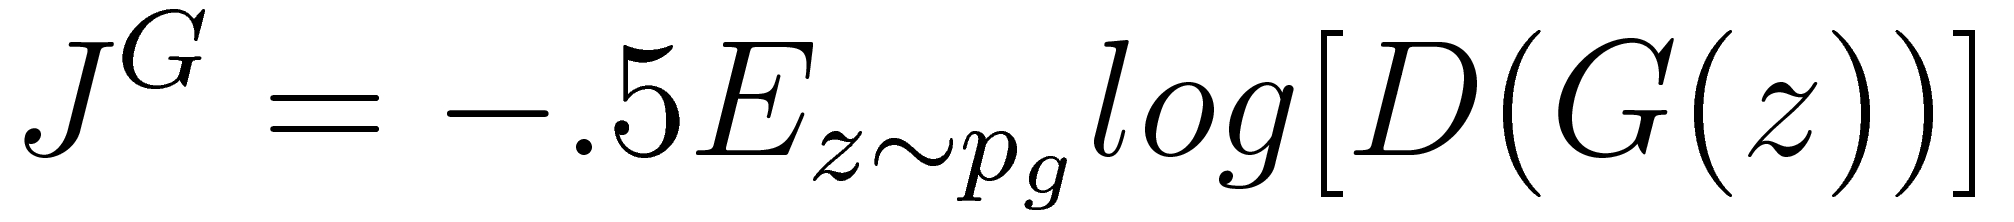 J^G = -.5E_{z∼p_g}log[D(G(z))]